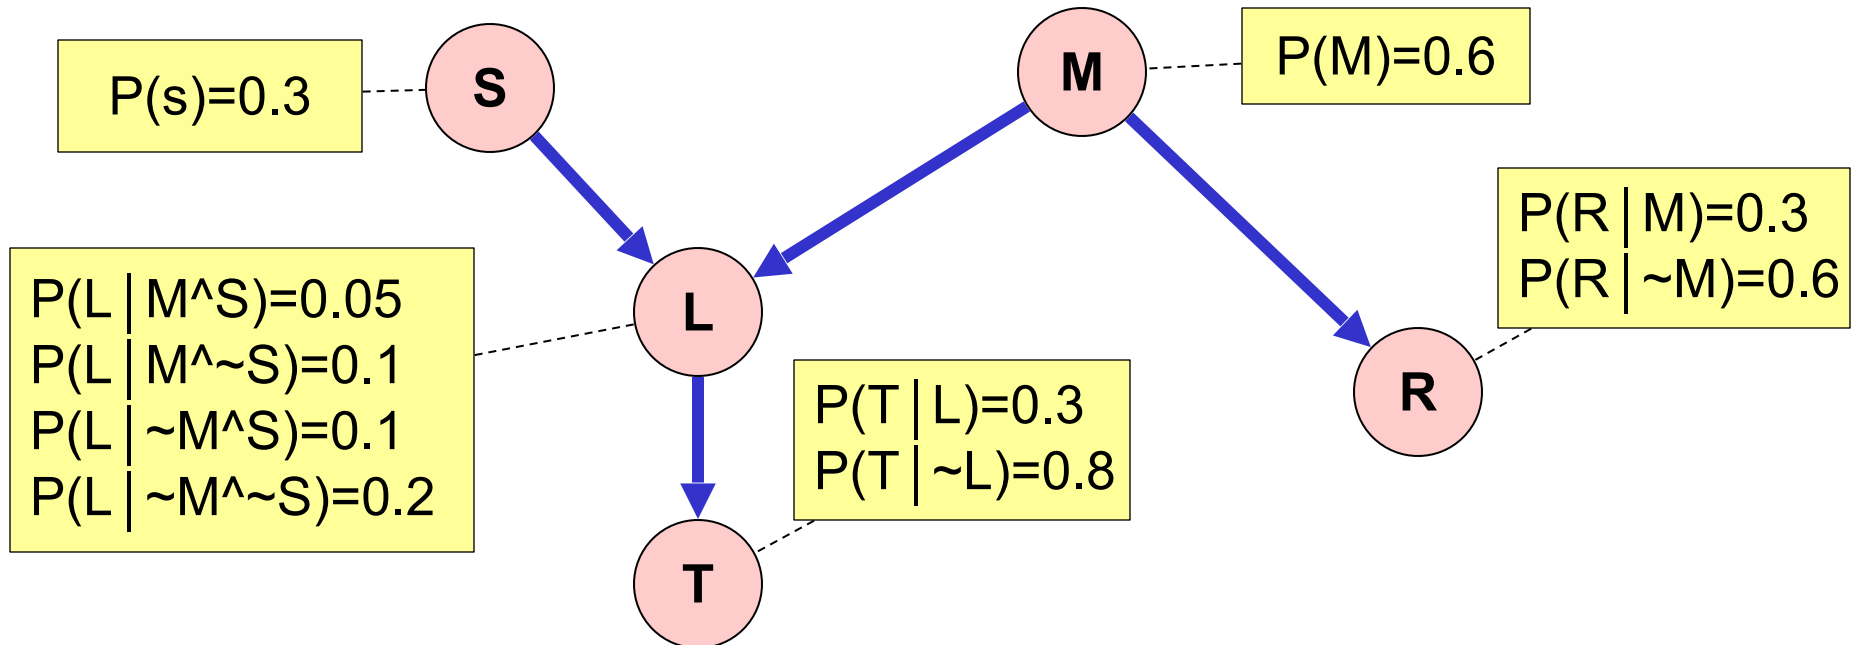 P(s)=0.3
S
M
P(M)=0.6
P(R | M)=0.3
P(R | ~M)=0.6
P(L | M^S)=0.05
P(L | M^~S)=0.1
P(L | ~M^S)=0.1
P(L | ~M^~S)=0.2
L
P(T | L)=0.3
P(T | ~L)=0.8
R
T